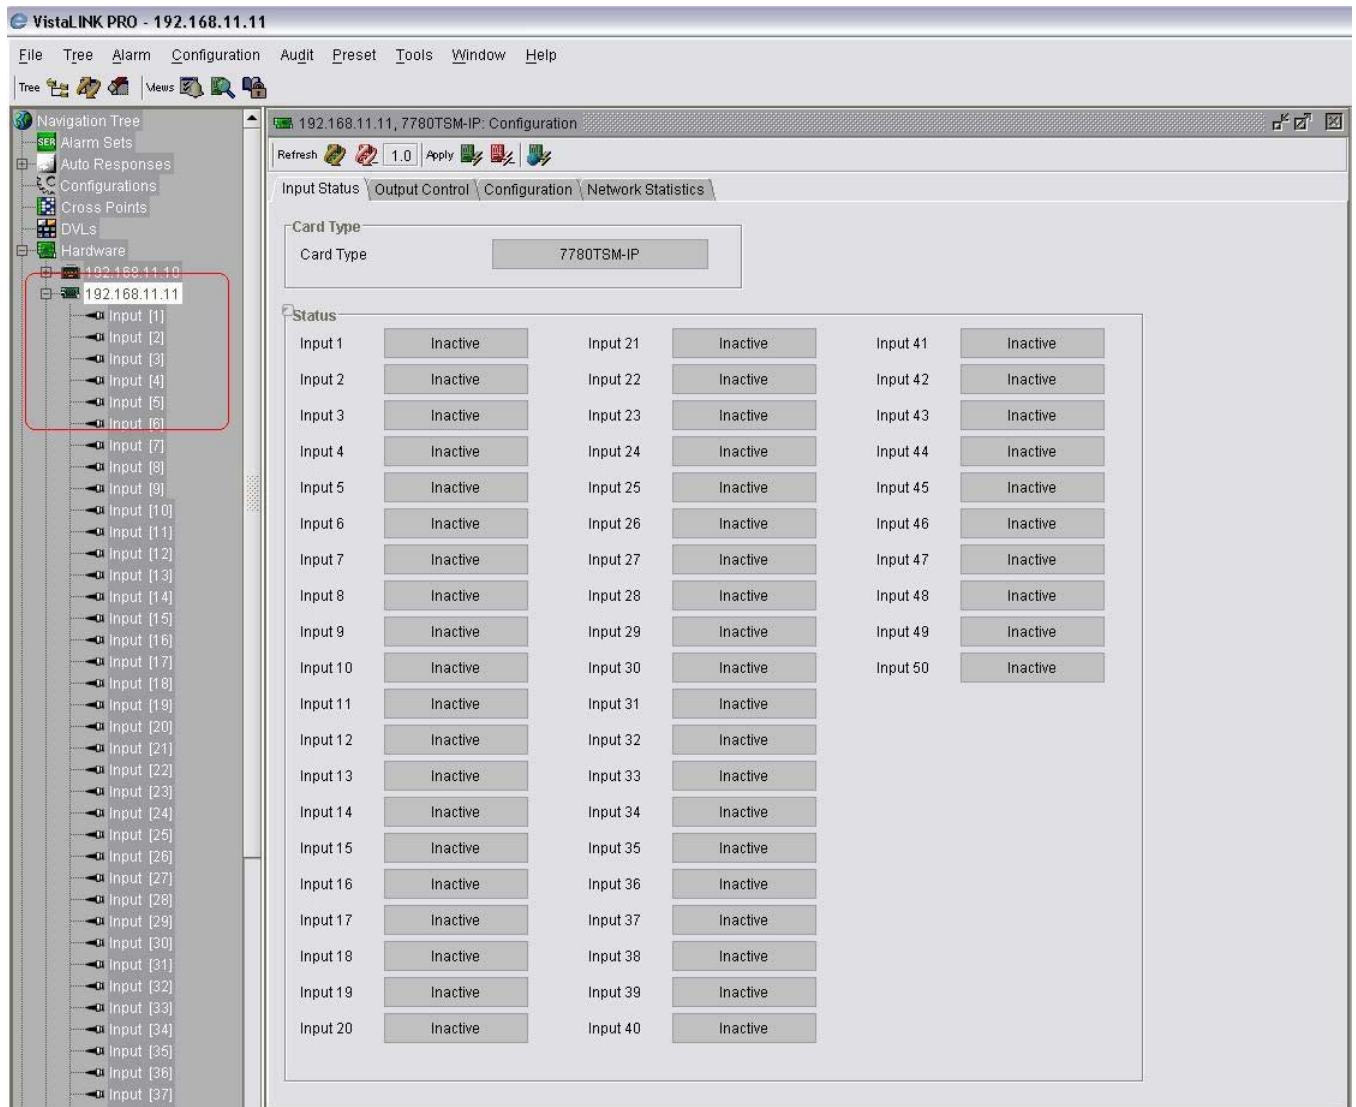 VistaLINK PRO - 192.168.11.11
File Tree Alarm Configuration Audit Preset Tools Window Help
Tree Views
Navigation Tree
SER Alarm Sets
Auto Responses
Configurations
Cross Points
DVLs
Hardware
192.168.11.10
192.168.11.11
Input [1]
Input [2]
Input [3]
Input [4]
Input [5]
Input [6]
Input [7]
Input [8]
Input [9]
Input [10]
Input [11]
Input [12]
Input [13]
Input [14]
Input [15]
Input [16]
Input [17]
Input [18]
Input [19]
Input [20]
Input [21]
Input [22]
Input [23]
Input [24]
Input [25]
Input [26]
Input [27]
Input [28]
Input [29]
Input [30]
Input [31]
Input [32]
Input [33]
Input [34]
Input [35]
Input [36]
Input [37]
192.168.11.11, 7780TSM-IP: Configuration
Refresh 1.0 Apply
Input Status Output Control Configuration Network Statistics
Card Type
Card Type 7780TSM-IP
Status
Input 1 Inactive Input 21 Inactive Input 41 Inactive
Input 2 Inactive Input 22 Inactive Input 42 Inactive
Input 3 Inactive Input 23 Inactive Input 43 Inactive
Input 4 Inactive Input 24 Inactive Input 44 Inactive
Input 5 Inactive Input 25 Inactive Input 45 Inactive
Input 6 Inactive Input 26 Inactive Input 46 Inactive
Input 7 Inactive Input 27 Inactive Input 47 Inactive
Input 8 Inactive Input 28 Inactive Input 48 Inactive
Input 9 Inactive Input 29 Inactive Input 49 Inactive
Input 10 Inactive Input 30 Inactive Input 50 Inactive
Input 11 Inactive Input 31 Inactive
Input 12 Inactive Input 32 Inactive
Input 13 Inactive Input 33 Inactive
Input 14 Inactive Input 34 Inactive
Input 15 Inactive Input 35 Inactive
Input 16 Inactive Input 36 Inactive
Input 17 Inactive Input 37 Inactive
Input 18 Inactive Input 38 Inactive
Input 19 Inactive Input 39 Inactive
Input 20 Inactive Input 40 Inactive